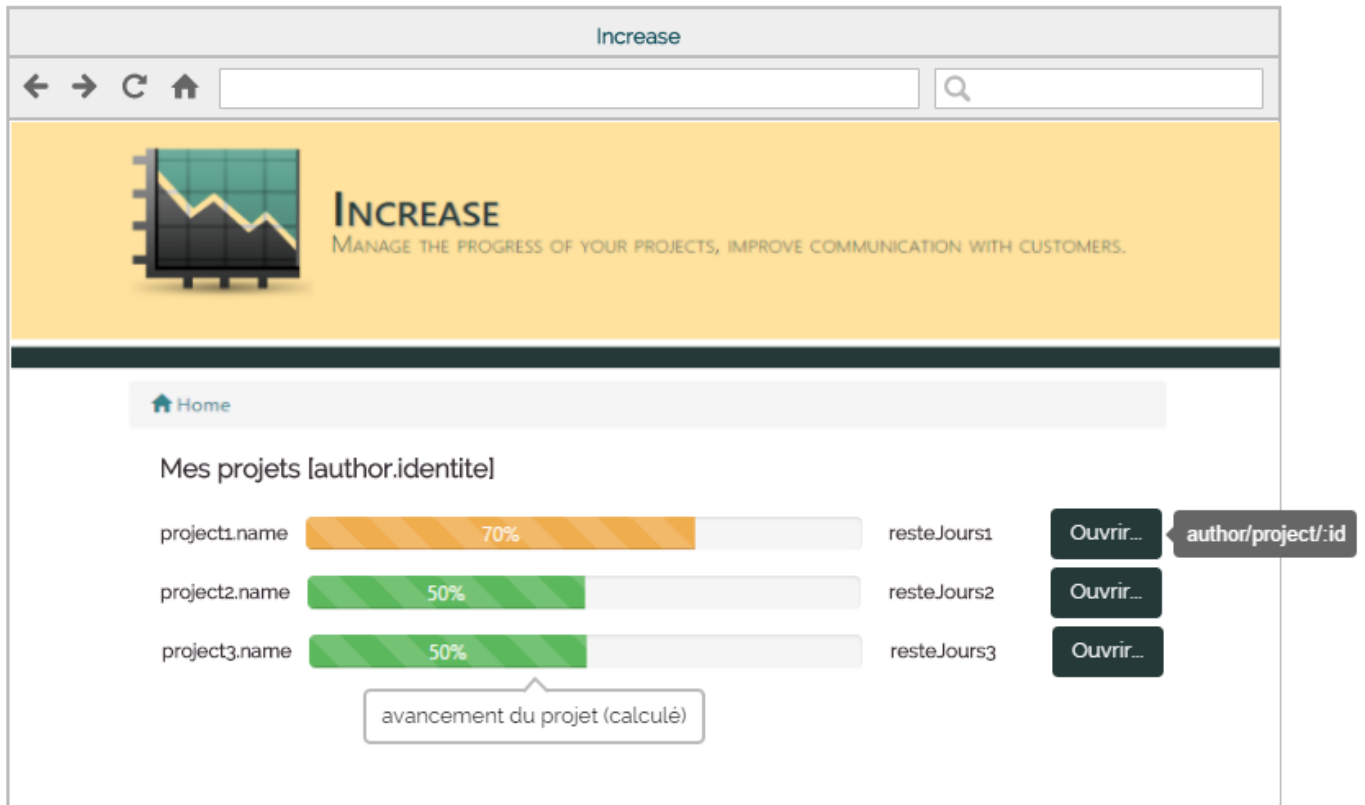 Increase
INCREASE
MANAGE THE PROGRESS OF YOUR PROJECTS, IMPROVE COMMUNICATION WITH CUSTOMERS.
Home
Mes projets [author.identite]
project1.name 70% resteJours1 Ouvrir... author/project/:id
project2.name 50% resteJours2 Ouvrir...
project3.name 50% resteJours3 Ouvrir...
avancement du projet (calculé)